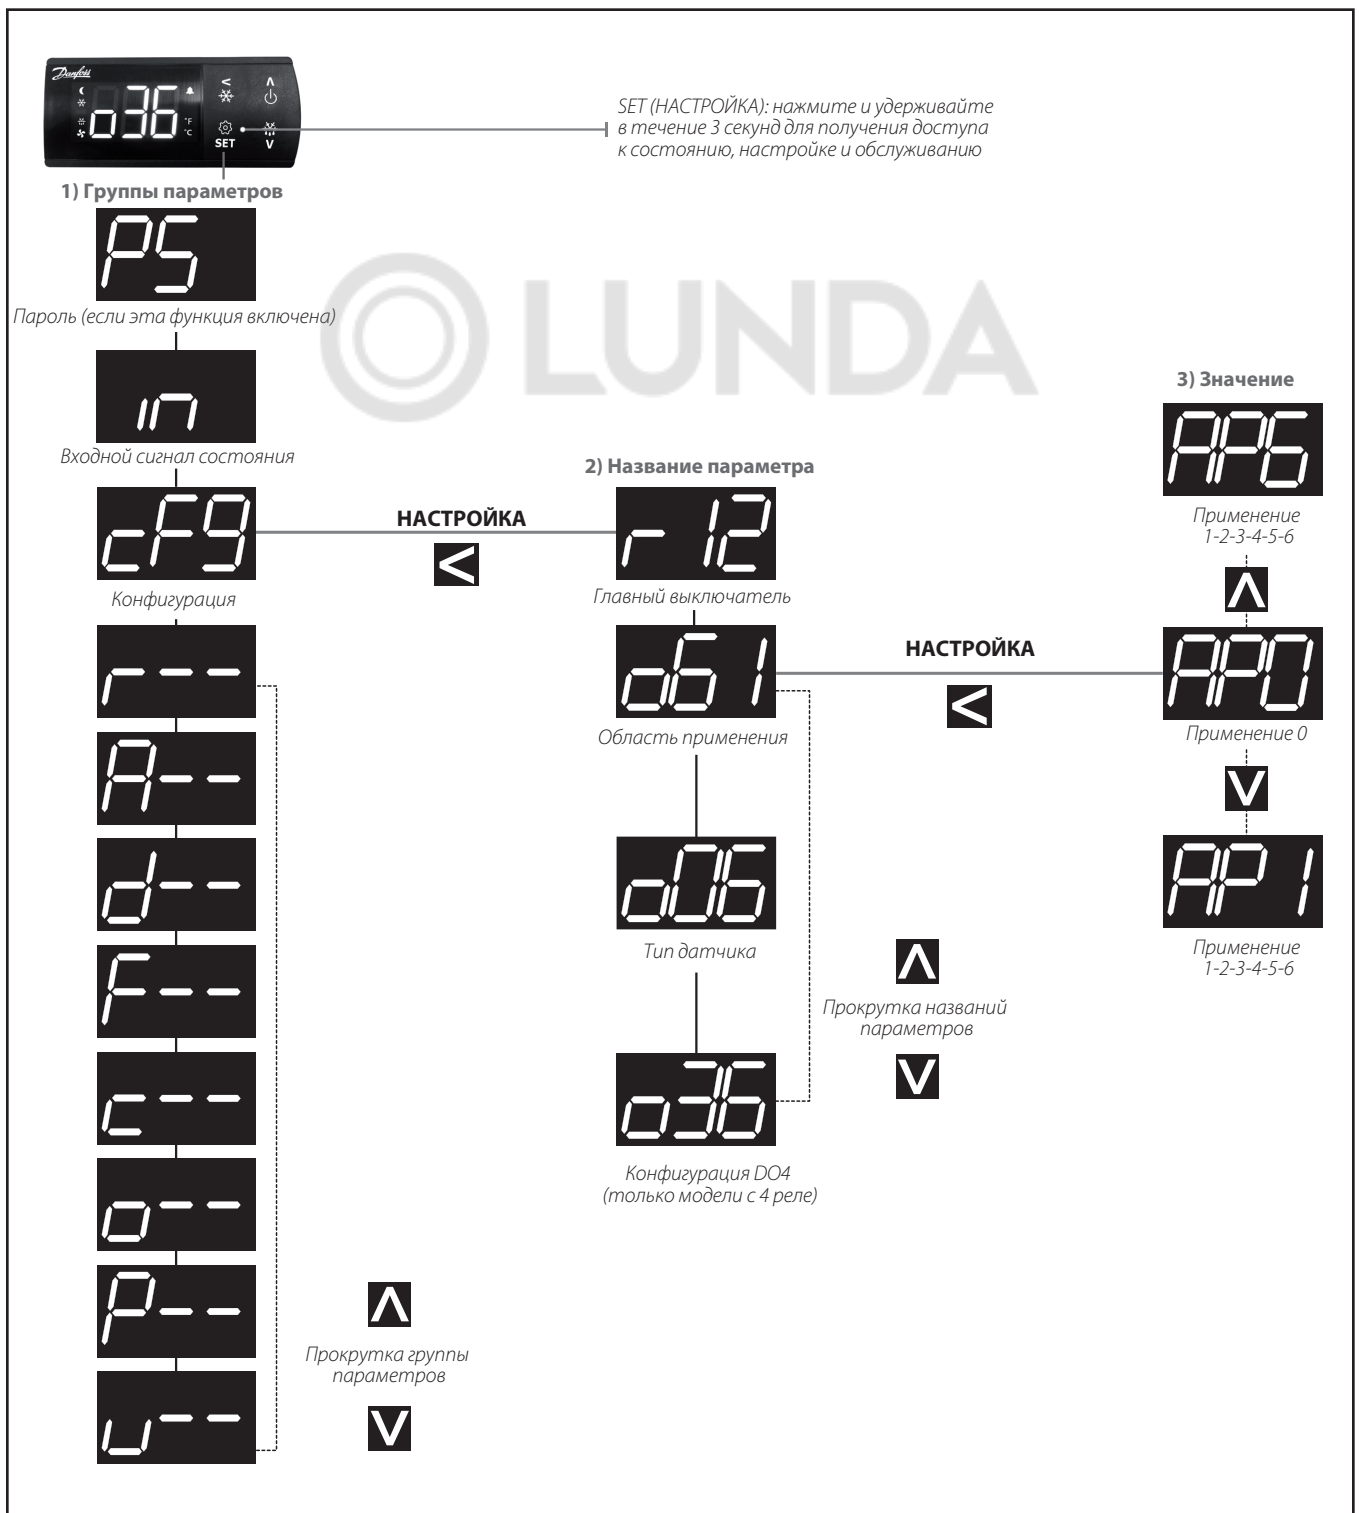 Danfoss
o36
°F
°C
SET
SET (НАСТРОЙКА): нажмите и удерживайте
в течение 3 секунд для получения доступа
к состоянию, настройке и обслуживанию
1) Группы параметров
PS
Пароль (если эта функция включена)
LUNDA
in
Входной сигнал состояния
cFg
Конфигурация
r--
A--
d--
F--
c--
o--
P--
u--
Прокрутка группы
параметров
НАСТРОЙКА
2) Название параметра
r 12
Главный выключатель
o61
Область применения
o06
Тип датчика
o36
Конфигурация DO4
(только модели с 4 реле)
Прокрутка названий
параметров
НАСТРОЙКА
3) Значение
AP6
Применение
1-2-3-4-5-6
AP0
Применение 0
AP1
Применение
1-2-3-4-5-6